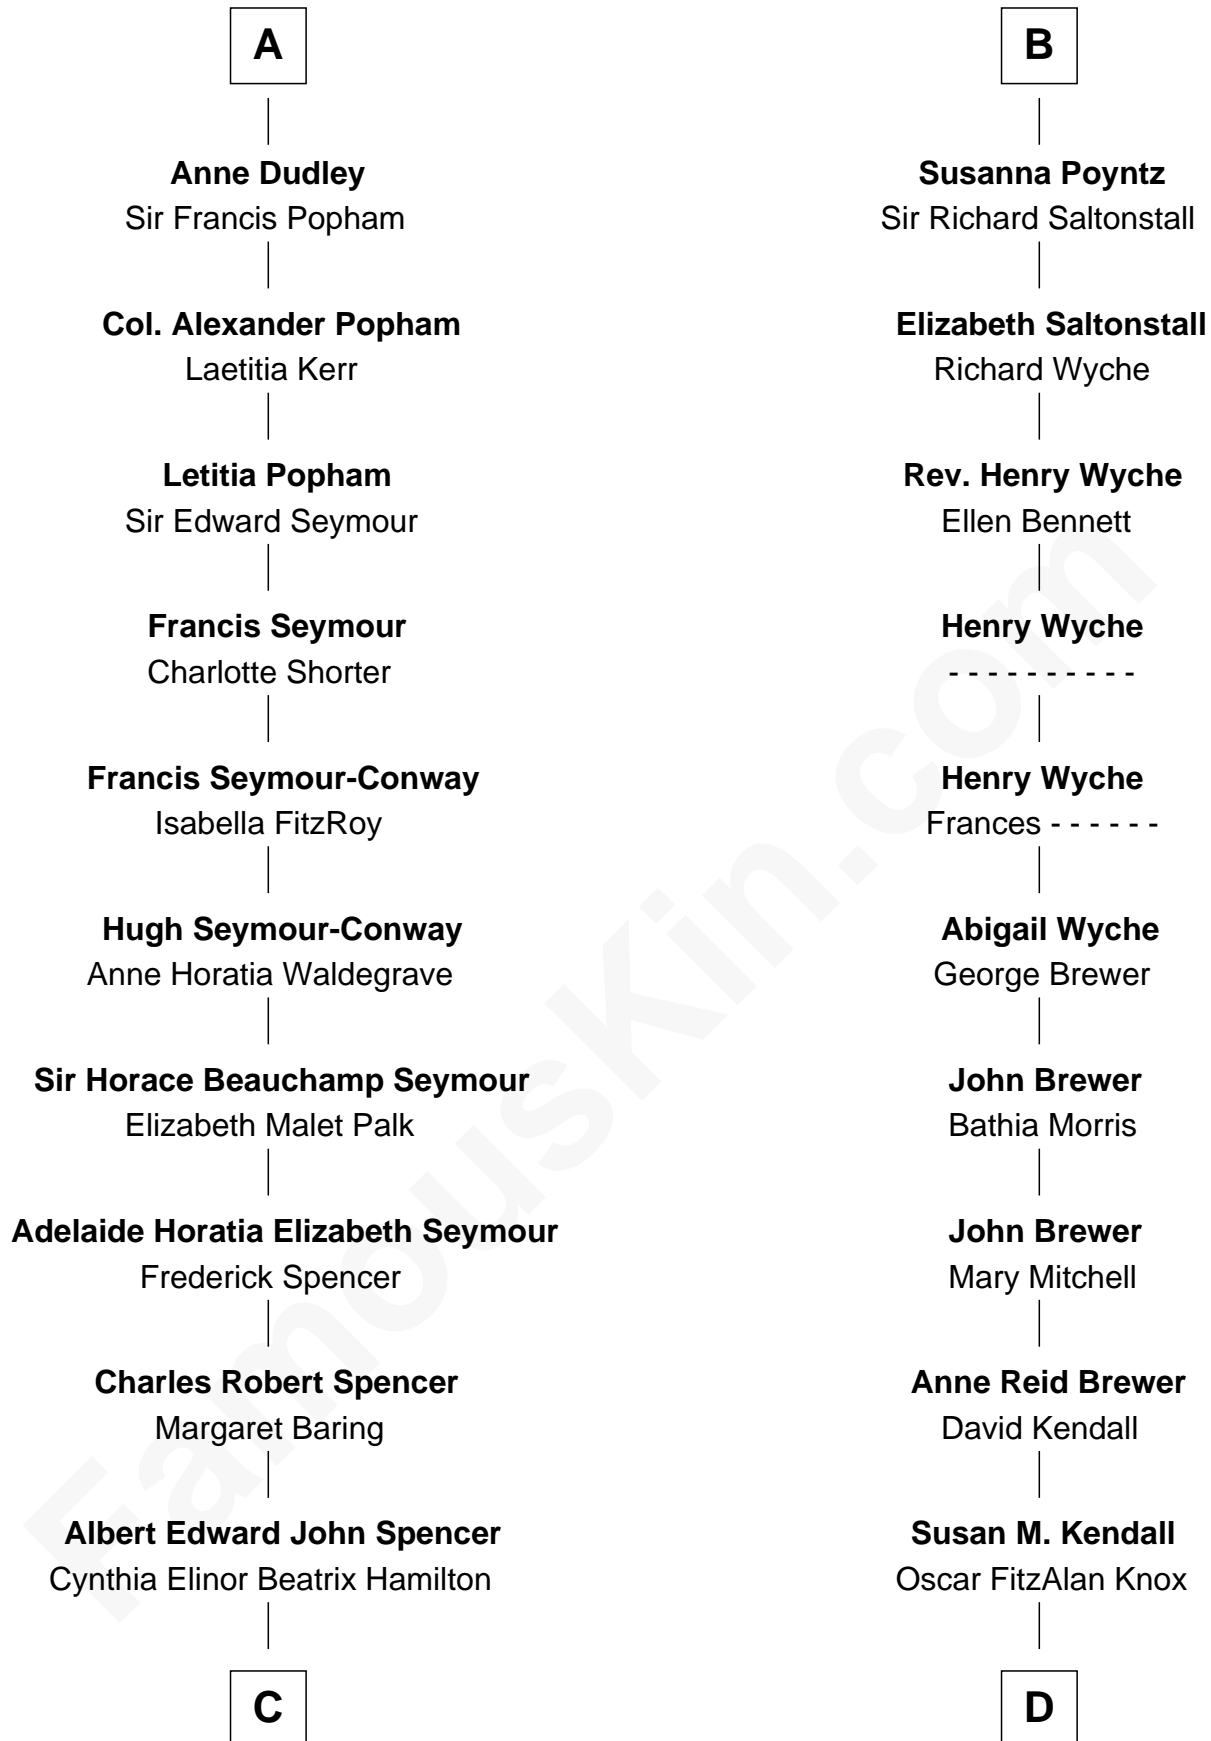 A
Anne Dudley
Sir Francis Popham
Col. Alexander Popham
Laetitia Kerr
Letitia Popham
Sir Edward Seymour
Francis Seymour
Charlotte Shorter
Francis Seymour-Conway
Isabella FitzRoy
Hugh Seymour-Conway
Anne Horatia Waldegrave
Sir Horace Beauchamp Seymour
Elizabeth Malet Palk
Adelaide Horatia Elizabeth Seymour
Frederick Spencer
Charles Robert Spencer
Margaret Baring
Albert Edward John Spencer
Cynthia Elinor Beatrix Hamilton
C
B
Susanna Poyntz
Sir Richard Saltonstall
Elizabeth Saltonstall
Richard Wyche
Rev. Henry Wyche
Ellen Bennett
Henry Wyche
- - - - - - - - - -
Henry Wyche
Frances - - - - - -
Abigail Wyche
George Brewer
John Brewer
Bathia Morris
John Brewer
Mary Mitchell
Anne Reid Brewer
David Kendall
Susan M. Kendall
Oscar FitzAlan Knox
D
FamousKin.com